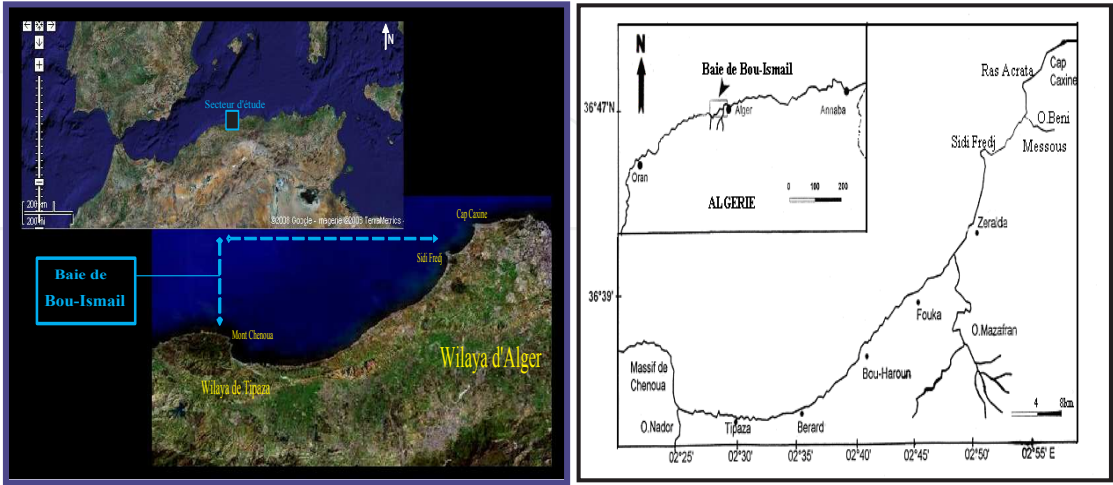 N
Secteur d'étude
200 km
©2008 Google - Imagerie ©2008 TerraMetrics -
Cap Caxine
Sidi Fredj
Baie de
Bou-Ismail
Mont Chenoua
Wilaya d'Alger
Wilaya de Tipaza
N
Baie de Bou-Ismail
Alger
Annaba
Oran
0 100 200
ALGERIE
Cap
Caxine
Ras Acrata
36°47'N
O.Beni
Messous
Sidi Fredj
Zeralda
36°39'
Fouka
O.Mazafran
Bou-Haroun
Massif de
Chenoua
4 8km
O.Nador
Tipaza
Berard
02°25' 02°30' 02°35' 02°40' 02°45' 02°50' 02°55' E